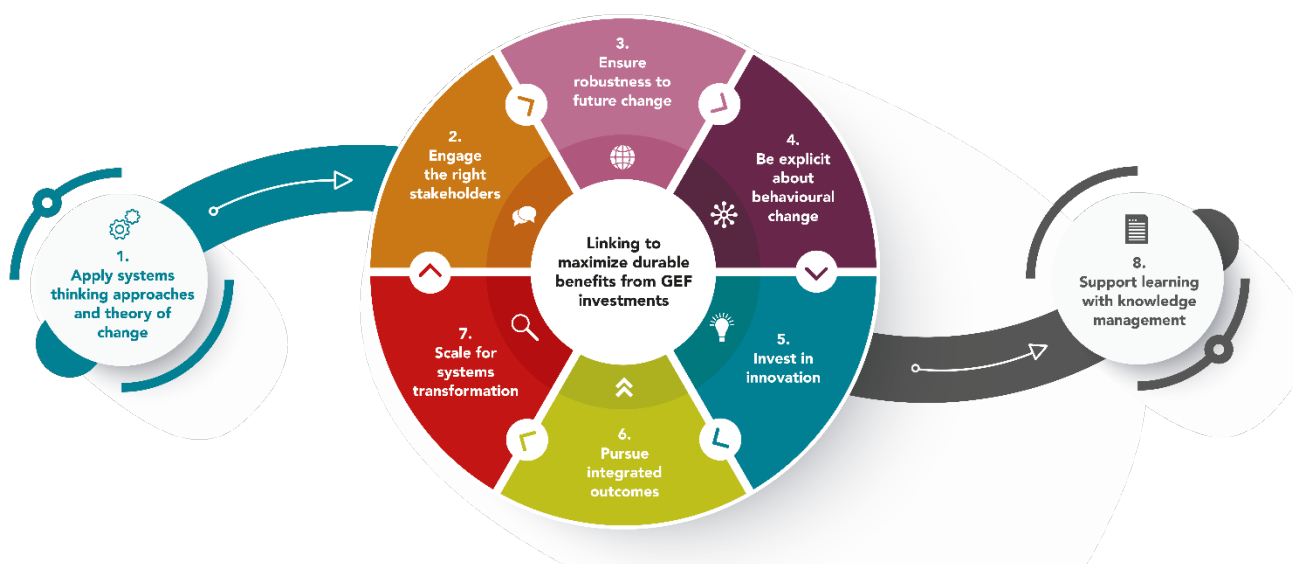 1.
Apply systems
thinking approaches
and theory of
change
2.
Engage
the right
stakeholders
3.
Ensure
robustness to
future change
4.
Be explicit
about
behavioural
change
5.
Invest in
innovation
6.
Pursue
integrated
outcomes
7.
Scale for
systems
transformation
Linking to
maximize durable
benefits from GEF
investments
8.
Support learning
with knowledge
management